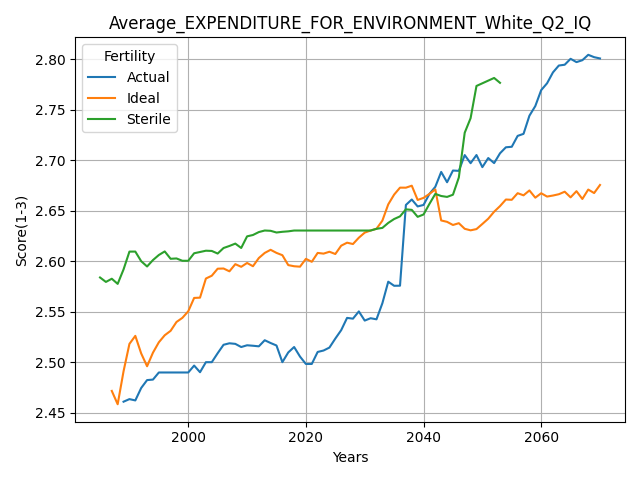 Average_EXPENDITURE_FOR_ENVIRONMENT_White_Q2_IQ
Fertility
Actual
Ideal
Sterile
Score(1-3)
2.80
2.75
2.70
2.65
2.60
2.55
2.50
2.45
2000
2020
2040
2060
Years